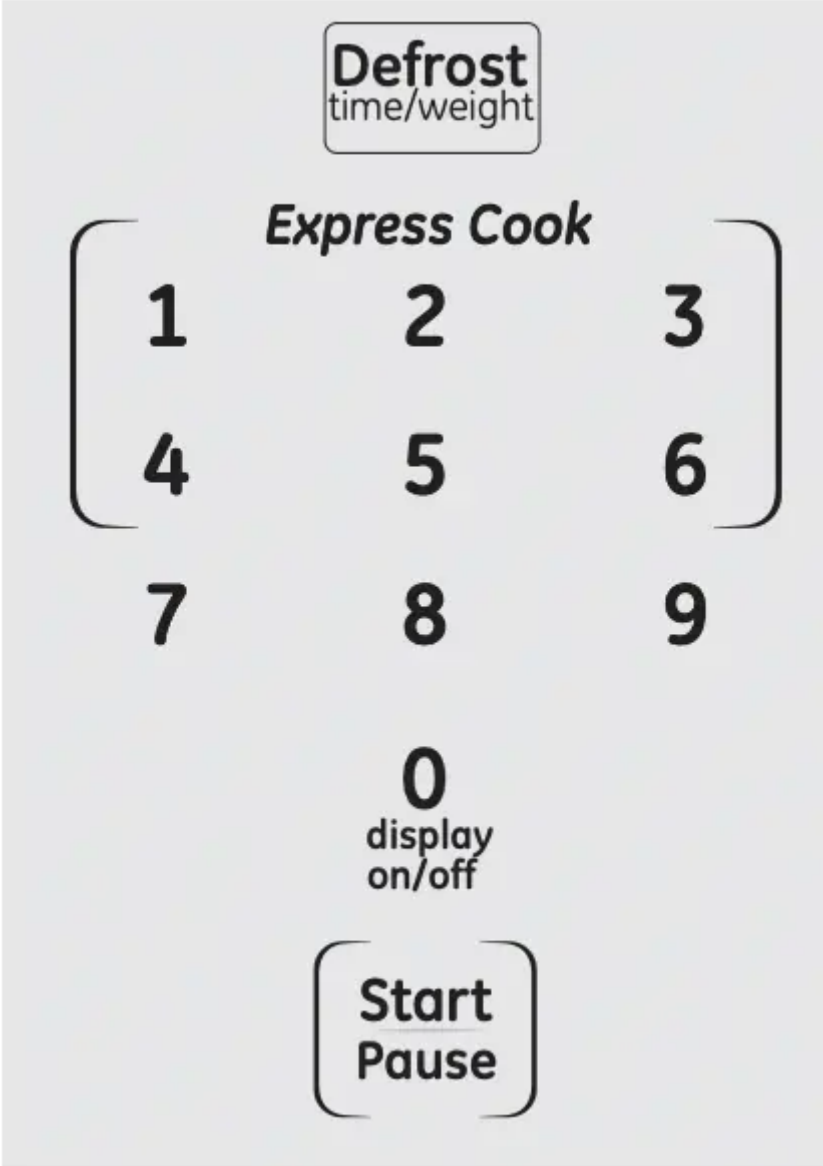 Defrost
time/weight
Express Cook
1 2 3
4 5 6
7 8 9
0
display
on/off
Start
Pause